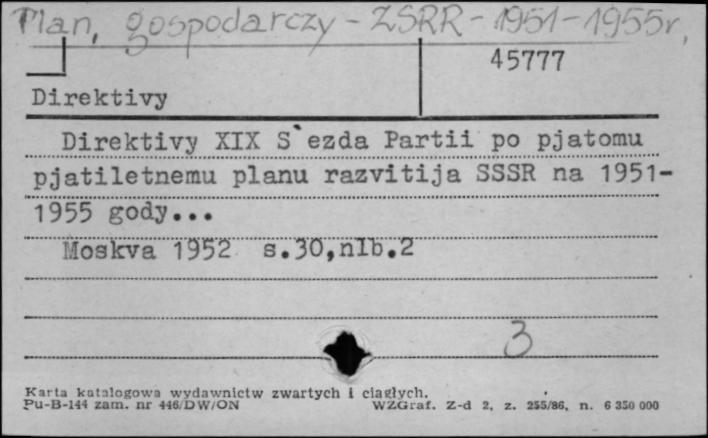 Plan, gospodarczy - ZSRR - 1951-1955r.
45777
Direktivy
Direktivy XIX S`ezda Partii po pjatomu
pjatiletnemu planu razvitija SSSR na 1951-
1955 gody...
Moskva 1952 s.30,nlb.2
3
Karta katalogowa wydawnictw zwartych i ciągłych.
Pu-B-144 zam. nr 446/DW/ON WZGraf. Z-d 2, z. 255/86, n. 6 350 000